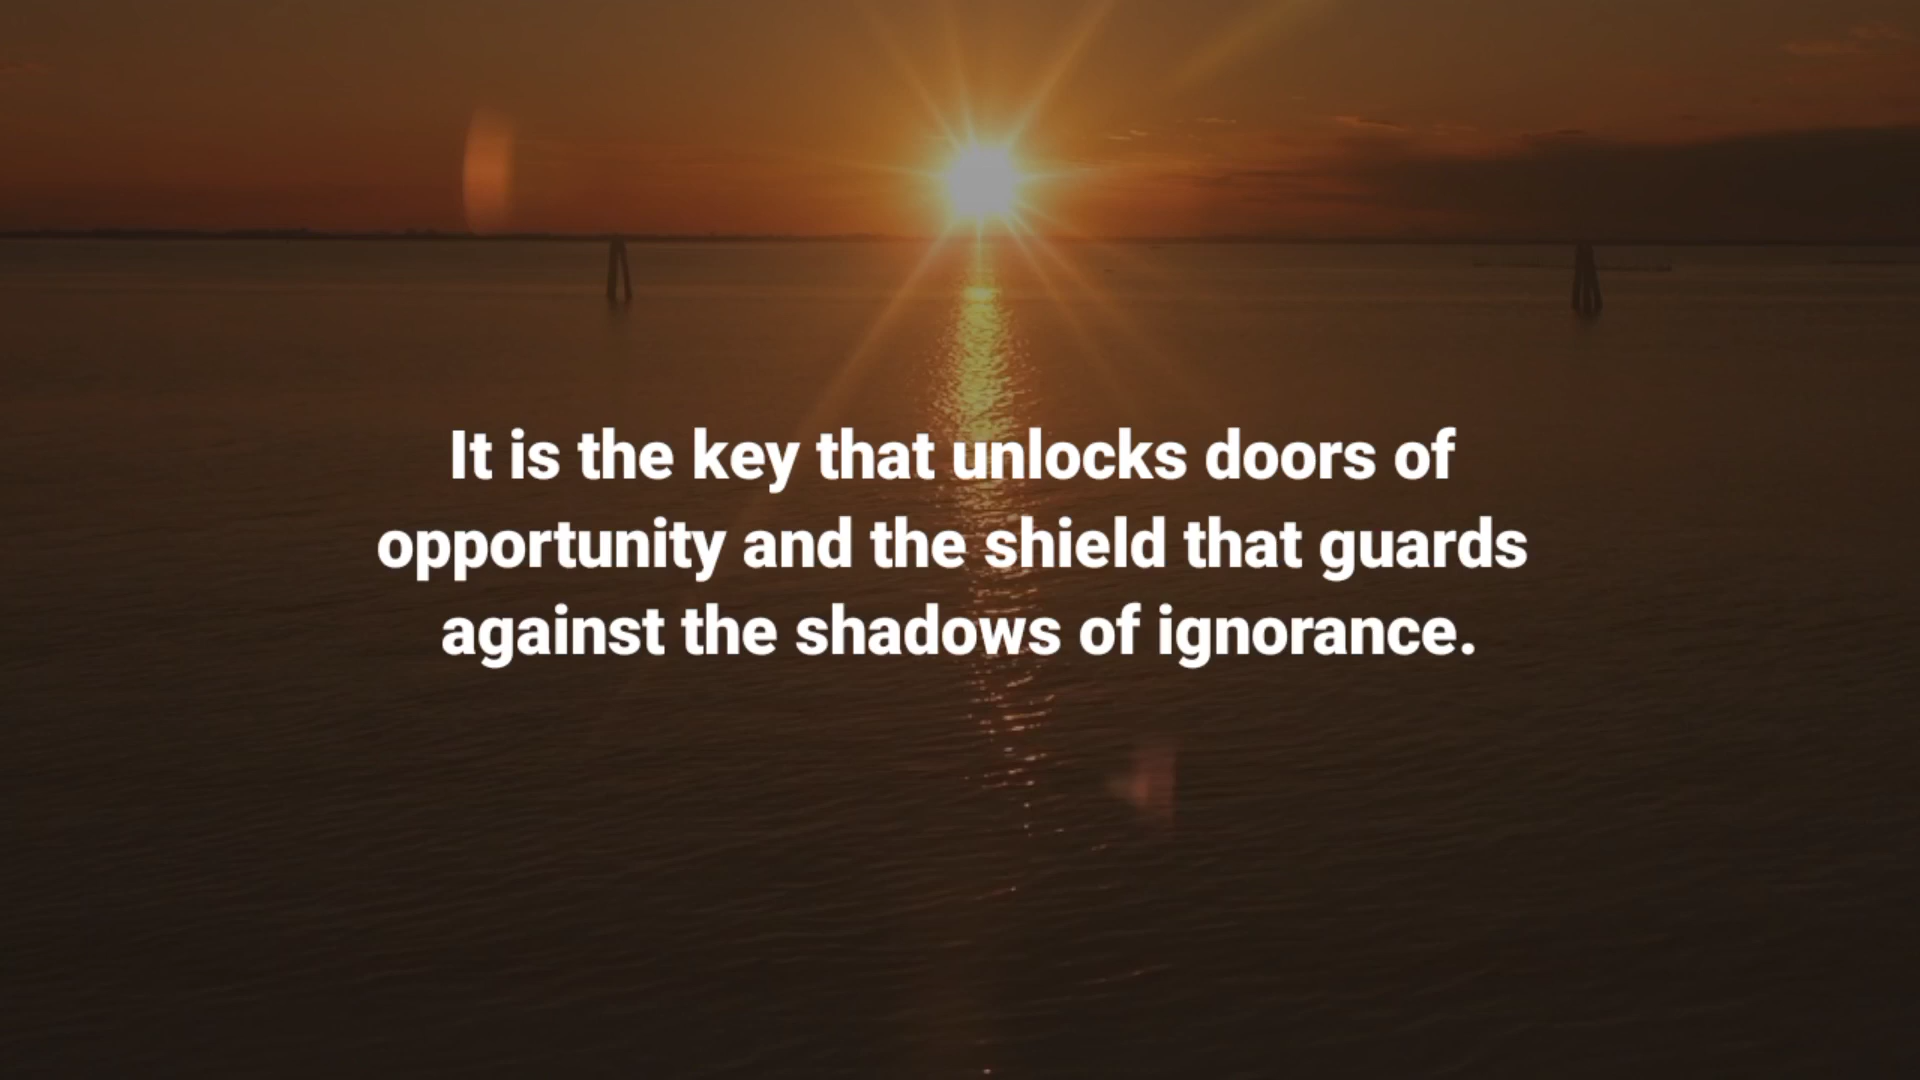 It is the key that unlocks doors of
opportunity and the shield that guards
against the shadows of ignorance.